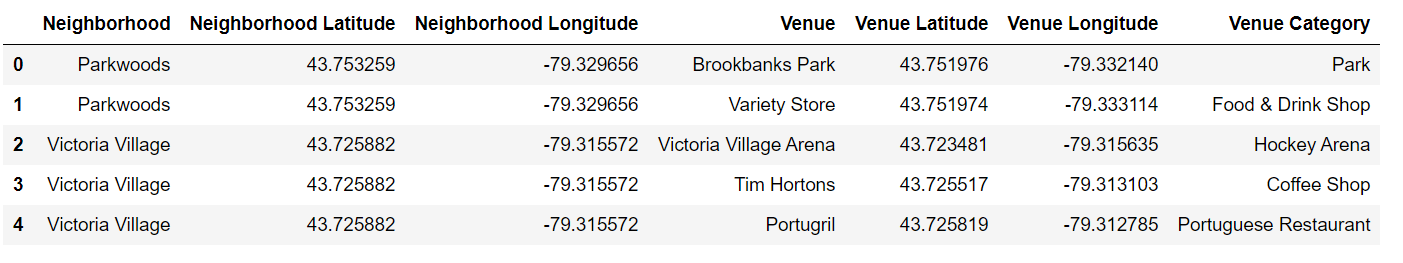 Neighborhood Neighborhood Latitude Neighborhood Longitude Venue Venue Latitude Venue Longitude Venue Category
0 Parkwoods 43.753259 -79.329656 Brookbanks Park 43.751976 -79.332140 Park
1 Parkwoods 43.753259 -79.329656 Variety Store 43.751974 -79.333114 Food & Drink Shop
2 Victoria Village 43.725882 -79.315572 Victoria Village Arena 43.723481 -79.315635 Hockey Arena
3 Victoria Village 43.725882 -79.315572 Tim Hortons 43.725517 -79.313103 Coffee Shop
4 Victoria Village 43.725882 -79.315572 Portugril 43.725819 -79.312785 Portuguese Restaurant